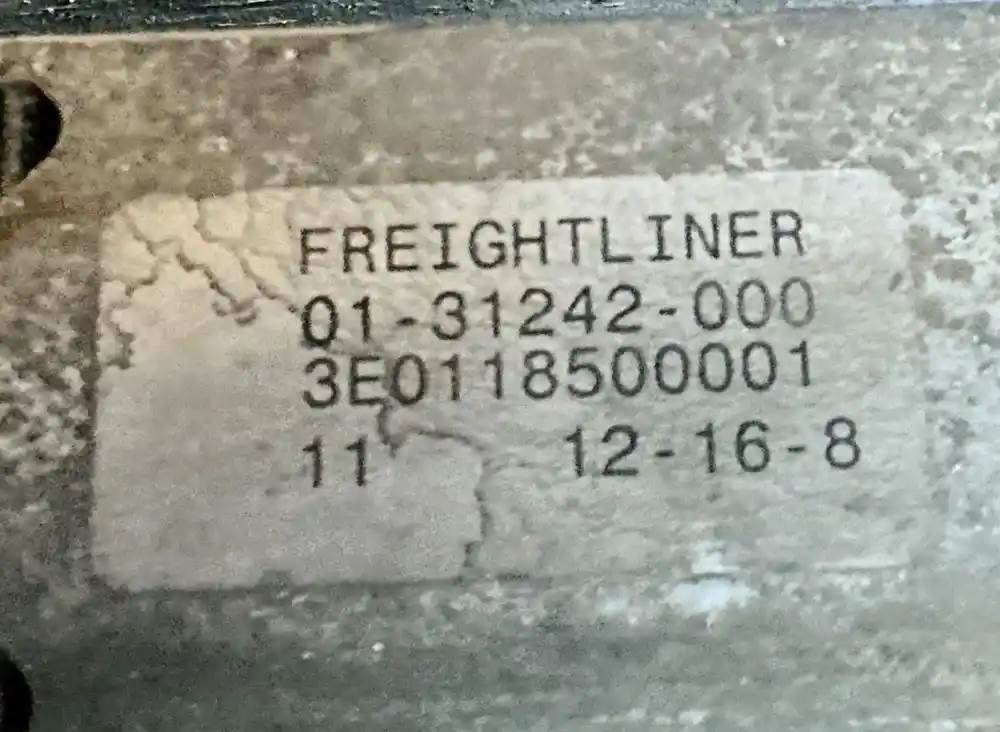 FREIGHTLINER
01-31242-000
3E0118500001
11 12-16-8